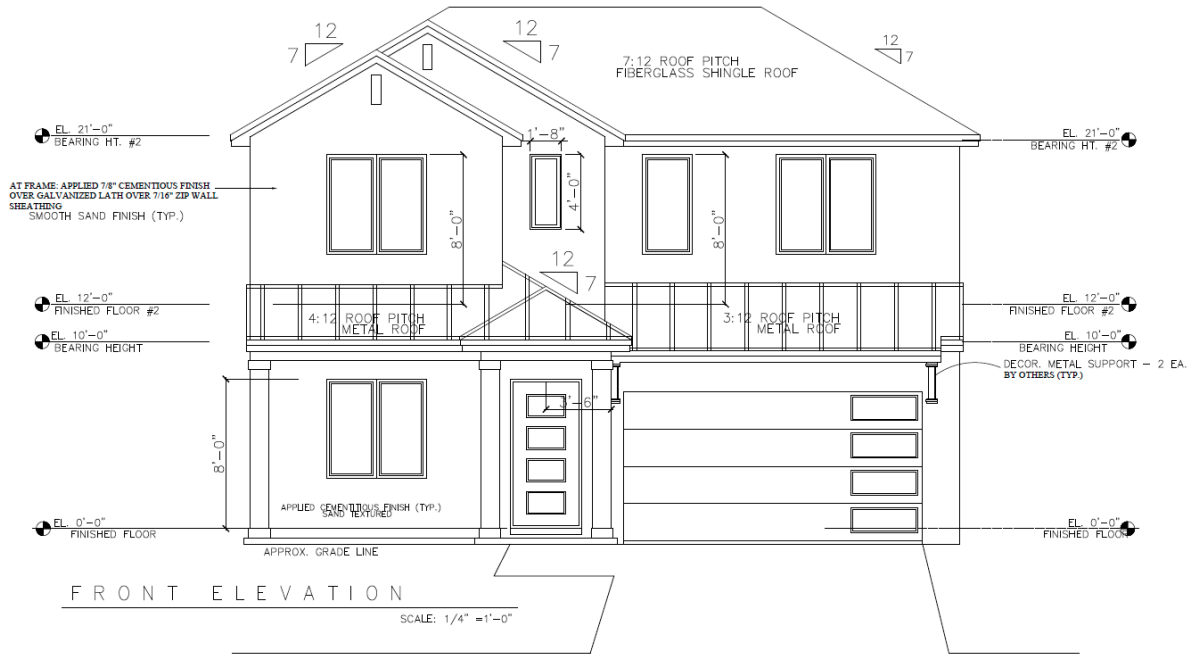 12
7
12
7
12
7
7:12 ROOF PITCH
FIBERGLASS SHINGLE ROOF
EL. 21'-0"
BEARING HT. #2
1'-8"
EL. 21'-0"
BEARING HT. #2
AT FRAME: APPLIED 7/8" CEMENTIOUS FINISH
OVER GALVANIZED LATH OVER 7/16" ZIP WALL
SHEATHING
SMOOTH SAND FINISH (TYP.)
4'-0"
8'-0"
8'-0"
12
7
EL. 12'-0"
FINISHED FLOOR #2
EL. 12'-0"
FINISHED FLOOR #2
4:12 ROOF PITCH
METAL ROOF
3:12 ROOF PITCH
METAL ROOF
EL. 10'-0"
BEARING HEIGHT
EL. 10'-0"
BEARING HEIGHT
DECOR. METAL SUPPORT - 2 EA.
BY OTHERS (TYP.)
3'-6"
8'-0"
APPLIED CEMENTITIOUS FINISH (TYP.)
SAND TEXTURED
EL. 0'-0"
FINISHED FLOOR
EL. 0'-0"
FINISHED FLOOR
APPROX. GRADE LINE
FRONT ELEVATION
SCALE: 1/4" =1'-0"